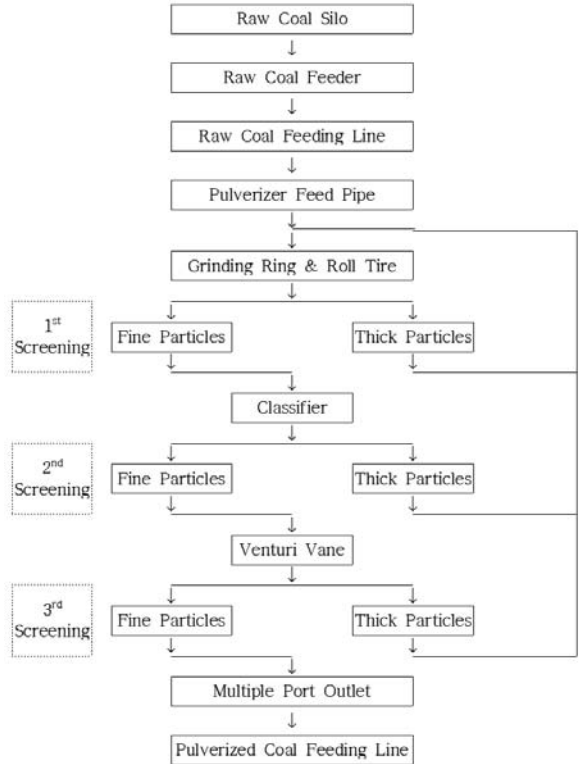 Raw Coal Silo
Raw Coal Feeder
Raw Coal Feeding Line
Pulverizer Feed Pipe
Grinding Ring & Roll Tire
1st
Screening
Fine Particles
Thick Particles
Classifier
2nd
Screening
Fine Particles
Thick Particles
Venturi Vane
3rd
Screening
Fine Particles
Thick Particles
Multiple Port Outlet
Pulverized Coal Feeding Line